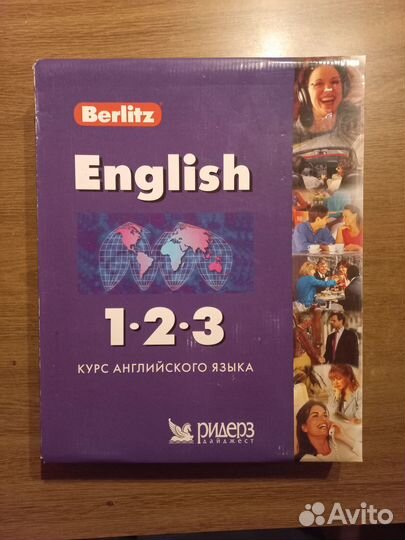 Berlitz
English
1·2·3
КУРС АНГЛИЙСКОГО ЯЗЫКА
РИДЕРЗ
ДАЙДЖЕСТ
Avito